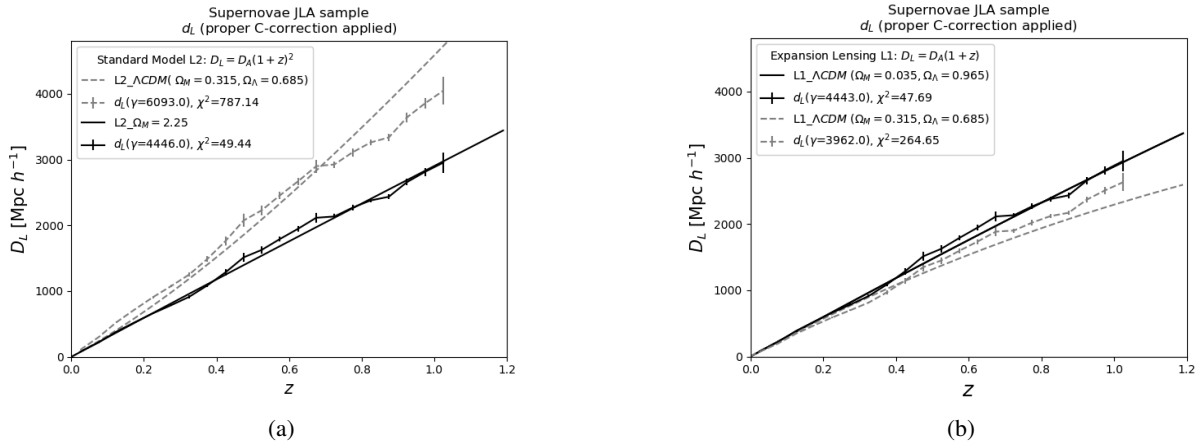 Supernovae JLA sample
d_L (proper C-correction applied)
Standard Model L2: D_L = D_A(1 + z)²
L2_ΛCDM( Ω_M = 0.315, Ω_Λ = 0.685)
d_L(γ=6093.0), χ²=787.14
L2_Ω_M = 2.25
d_L(γ=4446.0), χ²=49.44
D_L [Mpc h⁻¹]
4000
3000
2000
1000
0
0.0 0.2 0.4 0.6 0.8 1.0 1.2
z
(a)
Supernovae JLA sample
d_L (proper C-correction applied)
Expansion Lensing L1: D_L = D_A(1 + z)
L1_ΛCDM (Ω_M = 0.035, Ω_Λ = 0.965)
d_L(γ=4443.0), χ²=47.69
L1_ΛCDM (Ω_M = 0.315, Ω_Λ = 0.685)
d_L(γ=3962.0), χ²=264.65
D_L [Mpc h⁻¹]
4000
3000
2000
1000
0
0.0 0.2 0.4 0.6 0.8 1.0 1.2
z
(b)